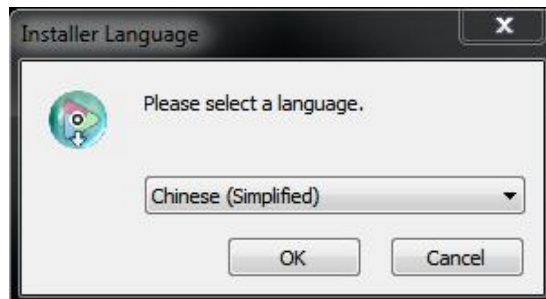 Installer Language
Please select a language.
Chinese (Simplified)
OK
Cancel